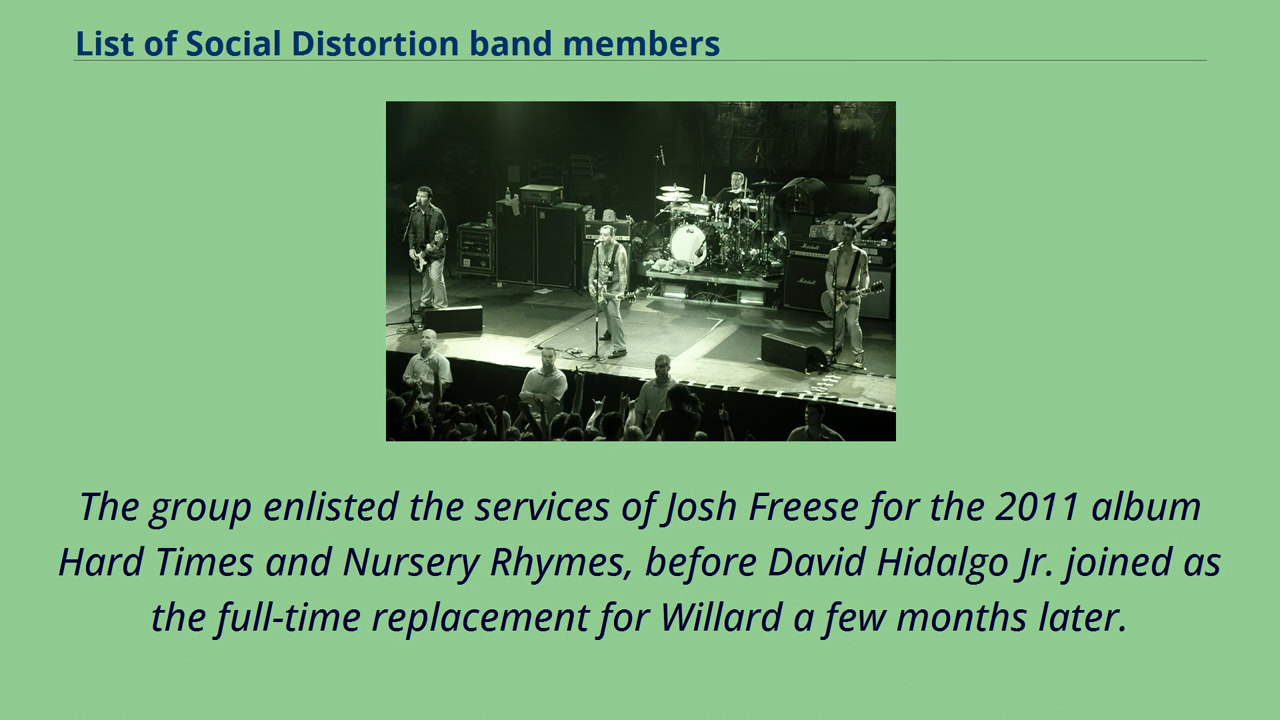 List of Social Distortion band members
The group enlisted the services of Josh Freese for the 2011 album
Hard Times and Nursery Rhymes, before David Hidalgo Jr. joined as
the full-time replacement for Willard a few months later.